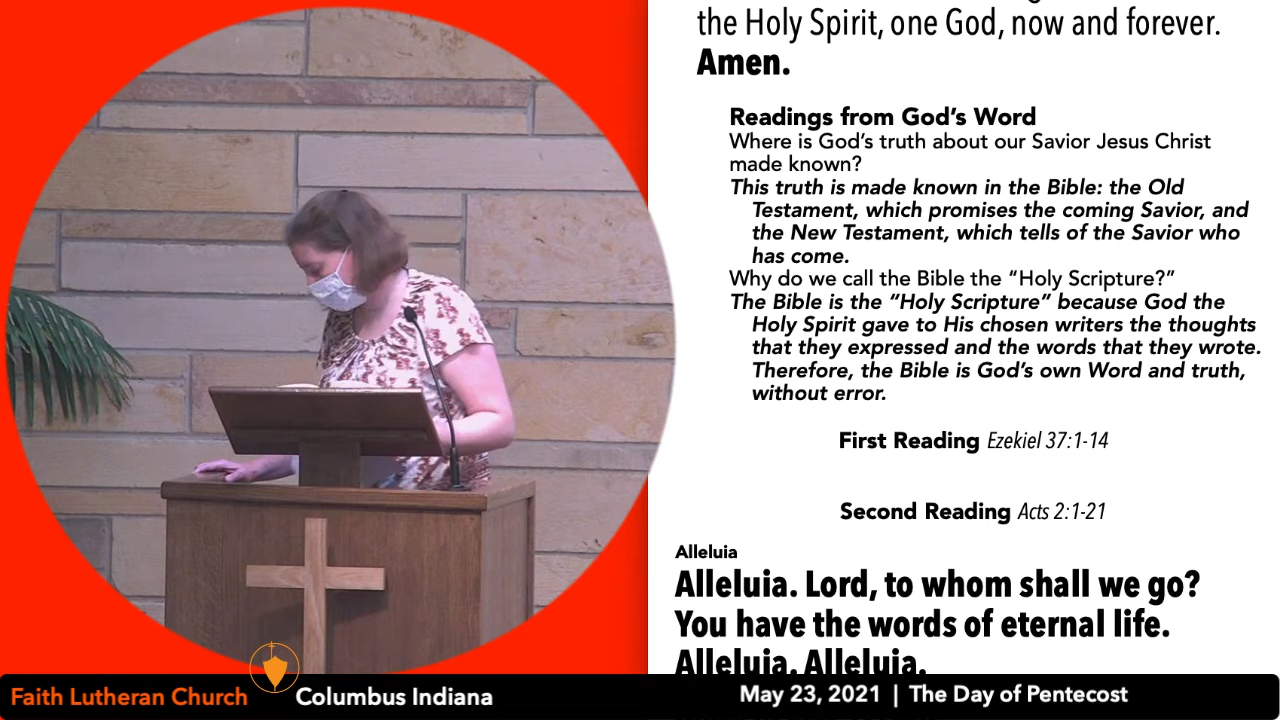 the Holy Spirit, one God, now and forever.
Amen.
Readings from God's Word
Where is God's truth about our Savior Jesus Christ
made known?
This truth is made known in the Bible: the Old
Testament, which promises the coming Savior, and
the New Testament, which tells of the Savior who
has come.
Why do we call the Bible the “Holy Scripture?”
The Bible is the “Holy Scripture” because God the
Holy Spirit gave to His chosen writers the thoughts
that they expressed and the words that they wrote.
Therefore, the Bible is God's own Word and truth,
without error.
First Reading Ezekiel 37:1-14
Second Reading Acts 2:1-21
Alleluia
Alleluia. Lord, to whom shall we go?
You have the words of eternal life.
Alleluia. Alleluia.
Faith Lutheran Church Columbus Indiana May 23, 2021 | The Day of Pentecost